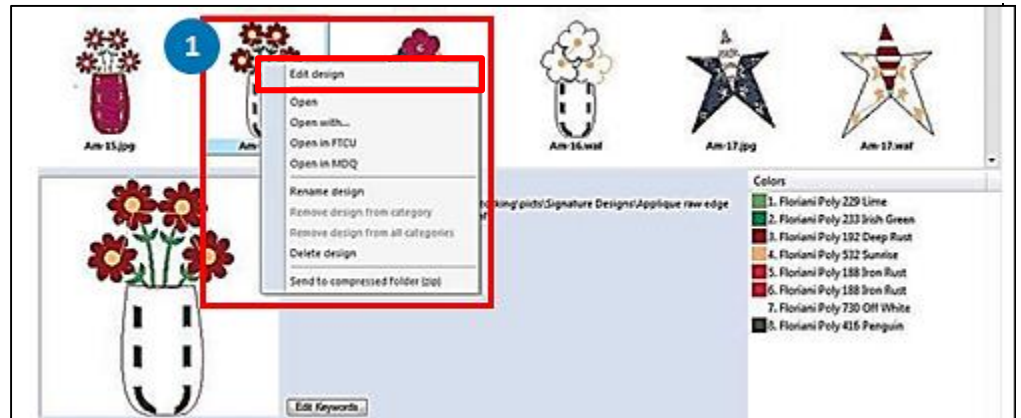 1
Edit design
Open
Open with...
Open in FTCU
Open in MDQ
Rename design
Remove design from category
Remove design from all categories
Delete design
Send to compressed folder (zip)
Am-15.jpg
Am-
Am-16.waf
Am-17.jpg
Am-17.waf
king\picts\Signature Designs\Applique raw edge
Edit Keywords
Colors
1. Floriani Poly 229 Lime
2. Floriani Poly 233 Irish Green
3. Floriani Poly 192 Deep Rust
4. Floriani Poly 532 Sunrise
5. Floriani Poly 188 Iron Rust
6. Floriani Poly 188 Iron Rust
7. Floriani Poly 730 Off White
8. Floriani Poly 416 Penguin